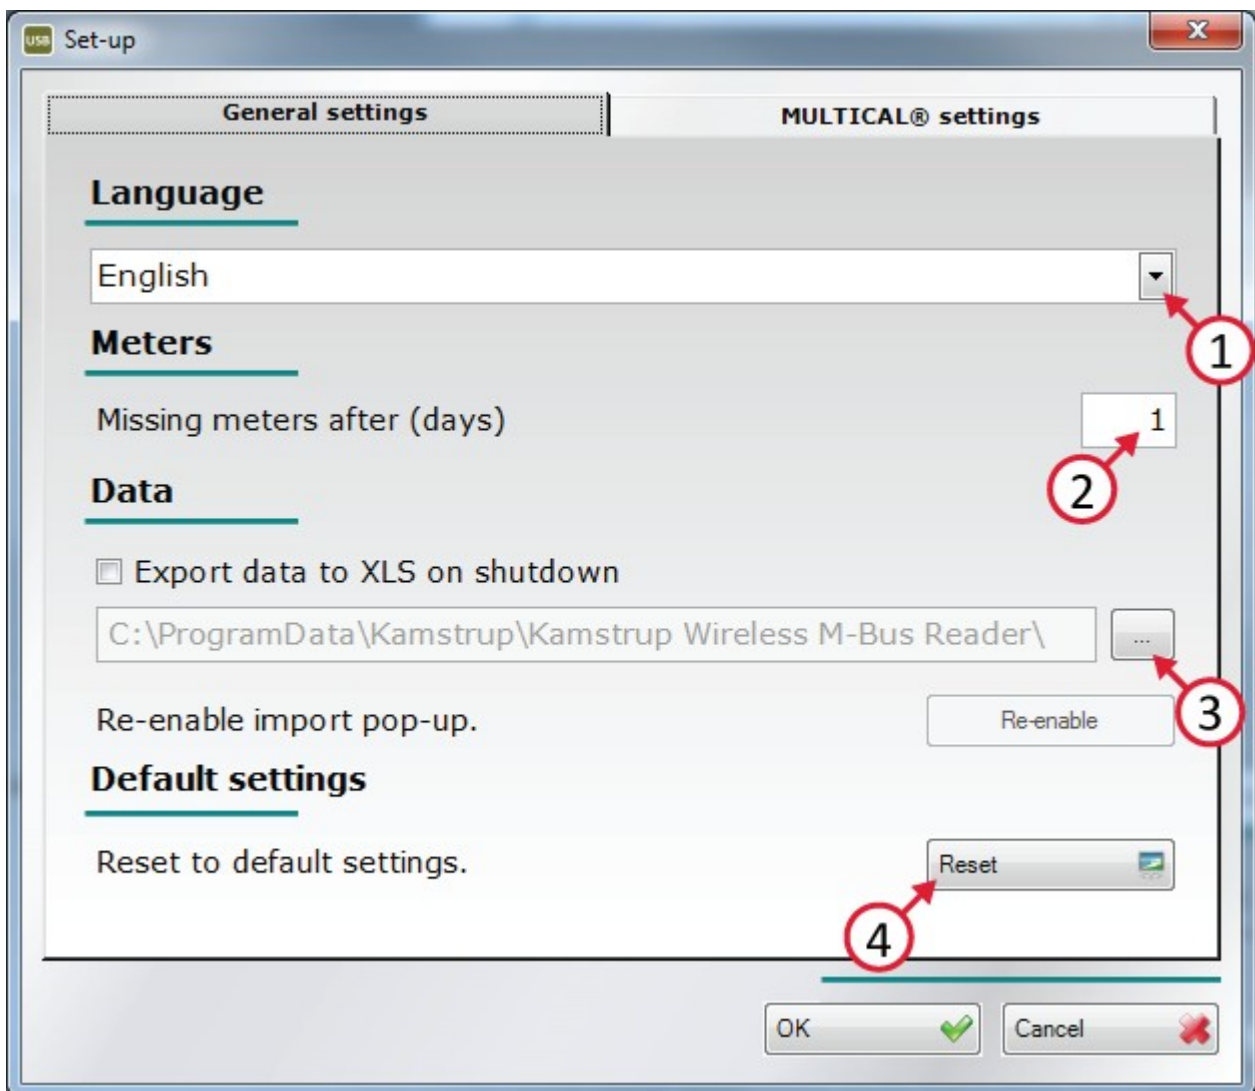 USB Set-up
General settings MULTICAL® settings
Language
English
1
Meters
Missing meters after (days) 1
2
Data
Export data to XLS on shutdown
C:\ProgramData\Kamstrup\Kamstrup Wireless M-Bus Reader\ ...
3
Re-enable import pop-up. Re-enable
Default settings
Reset to default settings. Reset
4
OK Cancel